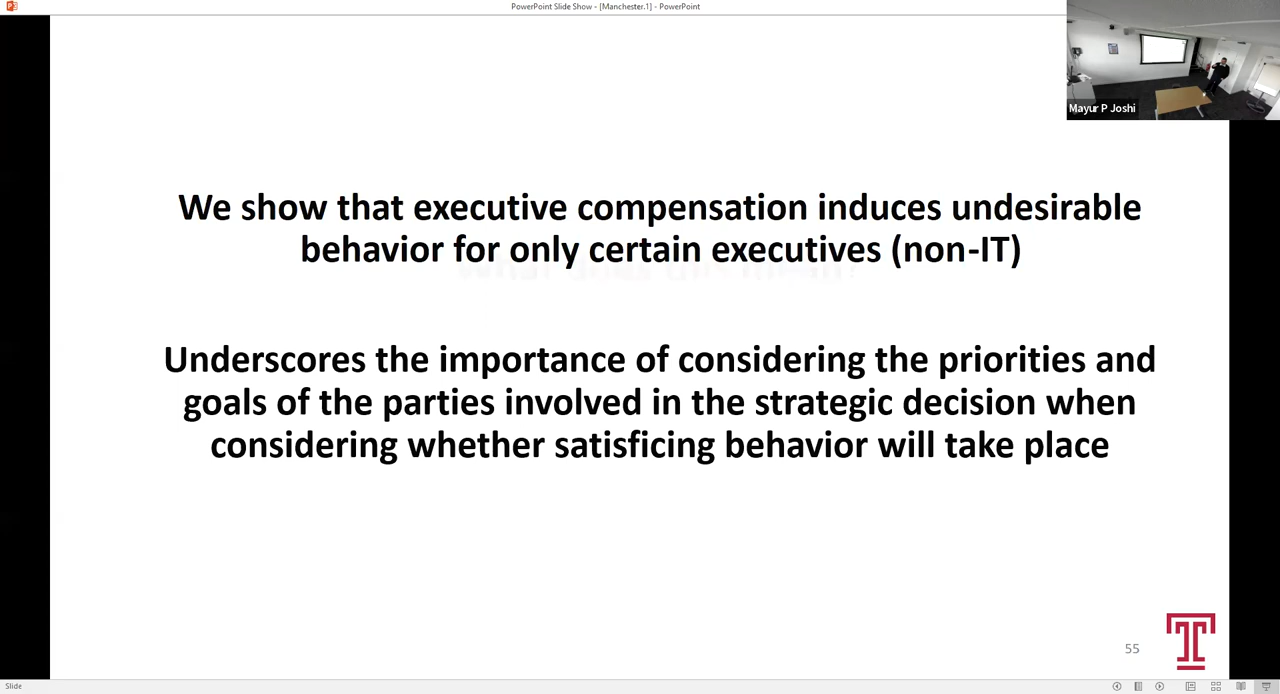 PowerPoint Slide Show - [Manchester.1] - PowerPoint
Mayur P Joshi
We show that executive compensation induces undesirable
behavior for only certain executives (non-IT)
Underscores the importance of considering the priorities and
goals of the parties involved in the strategic decision when
considering whether satisficing behavior will take place
55
Slide